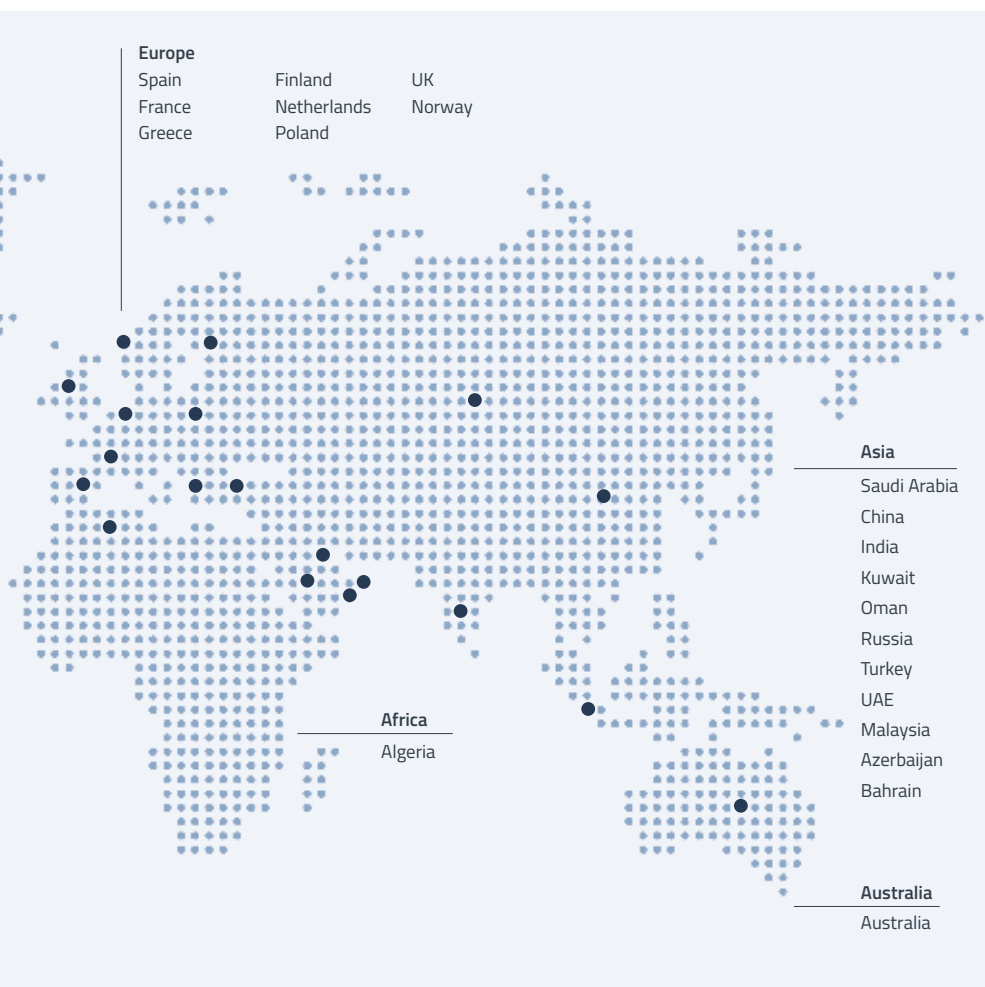 Europe
Spain Finland UK
France Netherlands Norway
Greece Poland
Asia
Saudi Arabia
China
India
Kuwait
Oman
Russia
Turkey
UAE
Malaysia
Azerbaijan
Bahrain
Africa
Algeria
Australia
Australia